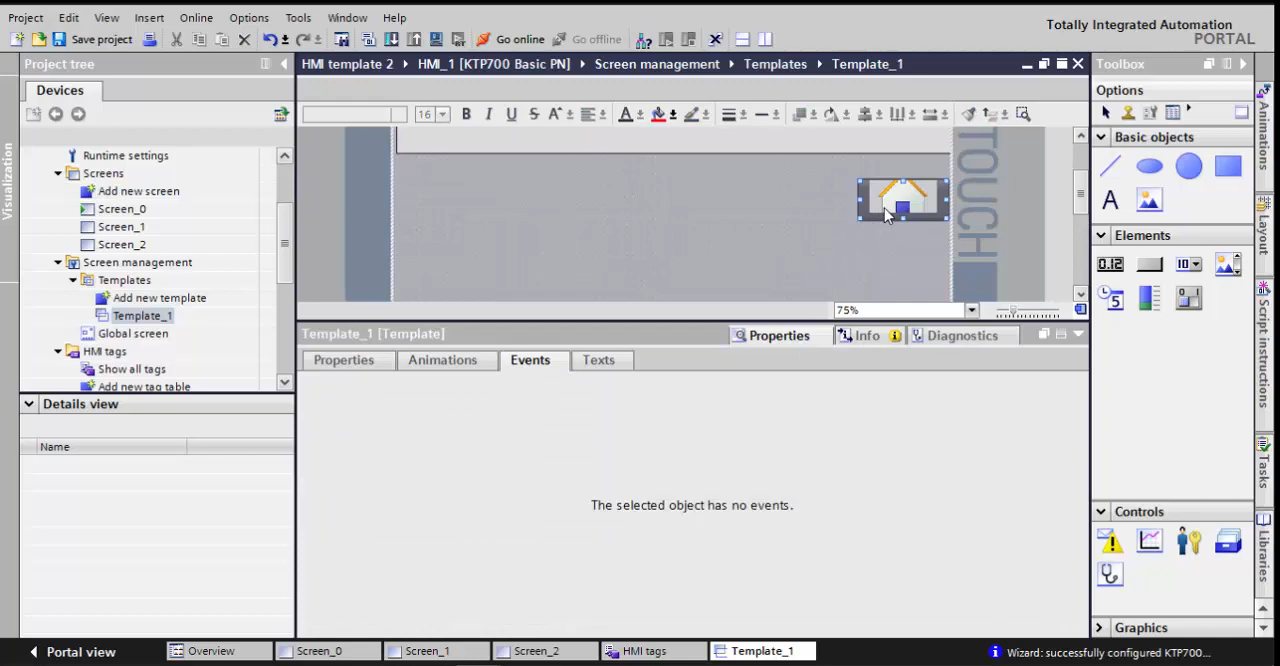 Project Edit View Insert Online Options Tools Window Help
Totally Integrated Automation
PORTAL
Save project
Go online
Go offline
Project tree
HMI template 2
HMI_1 [KTP700 Basic PN]
Screen management
Templates
Template_1
Toolbox
Devices
Options
16
B I U S A
A
Visualization
Runtime settings
Screens
Add new screen
Screen_0
Screen_1
Screen_2
Screen management
Templates
Add new template
Template_1
Global screen
HMI tags
Show all tags
Add new tag table
TOUCH
75%
Basic objects
A
Elements
0.12
10
5
Animations
Layout
Script instructions
Tasks
Libraries
Details view
Name
Template_1 [Template]
Properties
Info
Diagnostics
Properties
Animations
Events
Texts
The selected object has no events.
Controls
Graphics
Portal view
Overview
Screen_0
Screen_1
Screen_2
HMI tags
Template_1
Wizard: successfully configured KTP700...